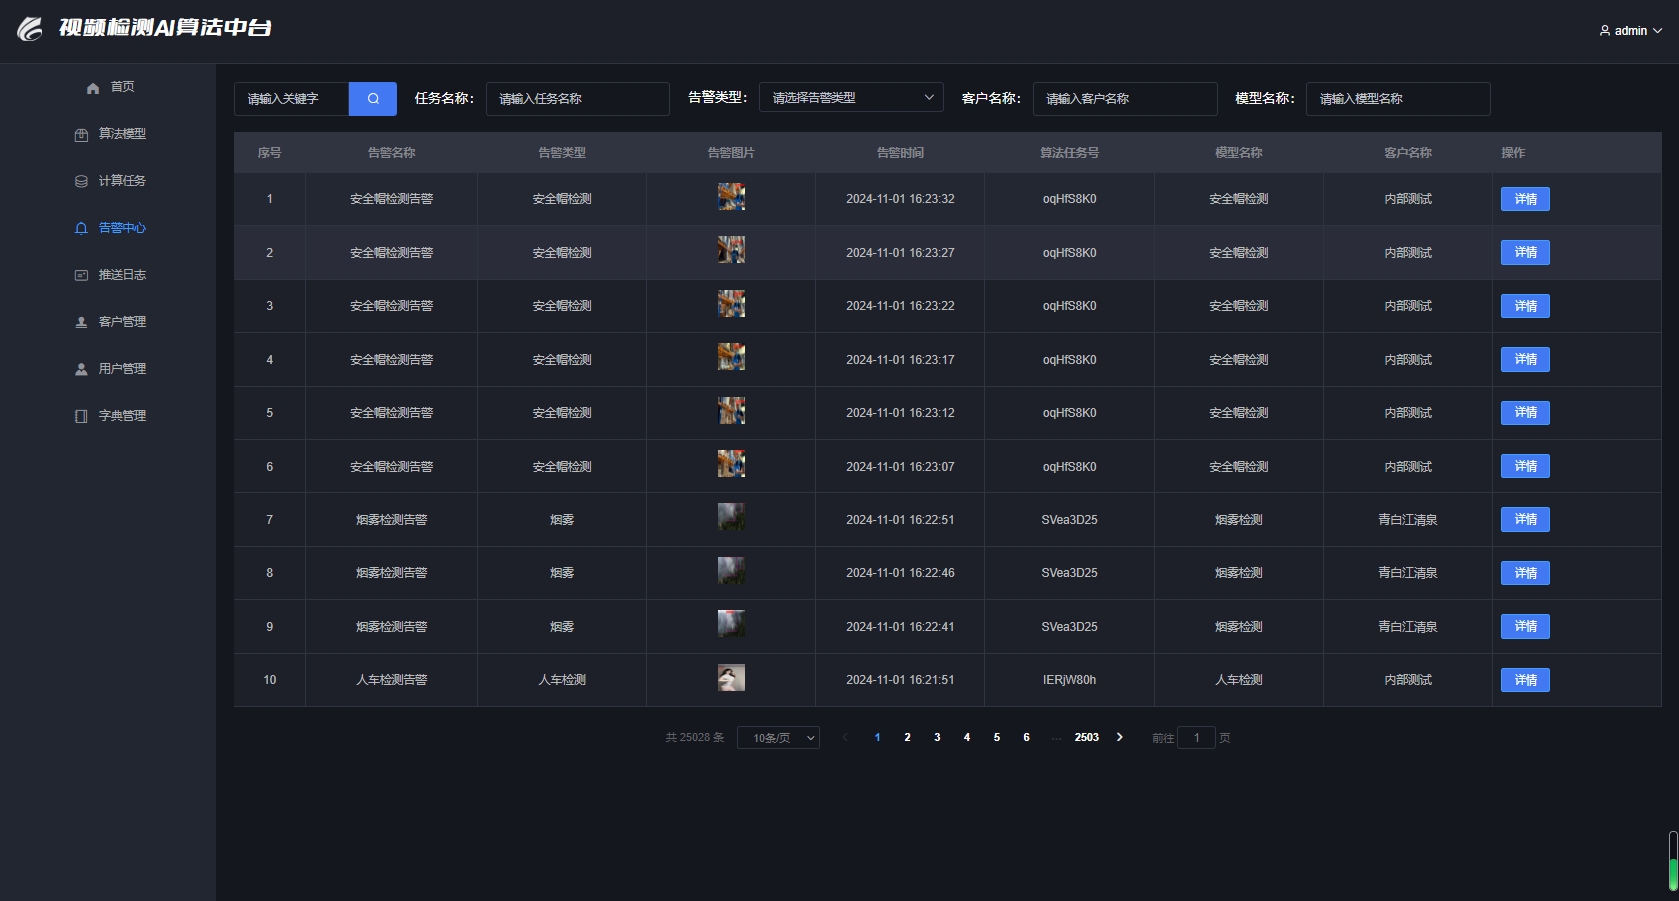 视频检测AI算法中台
admin
首页
算法模型
计算任务
告警中心
推送日志
客户管理
用户管理
字典管理
请输入关键字 任务名称： 请输入任务名称 告警类型： 请选择告警类型 客户名称： 请输入客户名称 模型名称： 请输入模型名称
序号 告警名称 告警类型 告警图片 告警时间 算法任务号 模型名称 客户名称 操作
1 安全帽检测告警 安全帽检测 2024-11-01 16:23:32 oqHfS8K0 安全帽检测 内部测试 详情
2 安全帽检测告警 安全帽检测 2024-11-01 16:23:27 oqHfS8K0 安全帽检测 内部测试 详情
3 安全帽检测告警 安全帽检测 2024-11-01 16:23:22 oqHfS8K0 安全帽检测 内部测试 详情
4 安全帽检测告警 安全帽检测 2024-11-01 16:23:17 oqHfS8K0 安全帽检测 内部测试 详情
5 安全帽检测告警 安全帽检测 2024-11-01 16:23:12 oqHfS8K0 安全帽检测 内部测试 详情
6 安全帽检测告警 安全帽检测 2024-11-01 16:23:07 oqHfS8K0 安全帽检测 内部测试 详情
7 烟雾检测告警 烟雾 2024-11-01 16:22:51 SVea3D25 烟雾检测 青白江清泉 详情
8 烟雾检测告警 烟雾 2024-11-01 16:22:46 SVea3D25 烟雾检测 青白江清泉 详情
9 烟雾检测告警 烟雾 2024-11-01 16:22:41 SVea3D25 烟雾检测 青白江清泉 详情
10 人车检测告警 人车检测 2024-11-01 16:21:51 IERjW80h 人车检测 内部测试 详情
共 25028 条 10条/页 1 2 3 4 5 6 ... 2503 前往 1 页